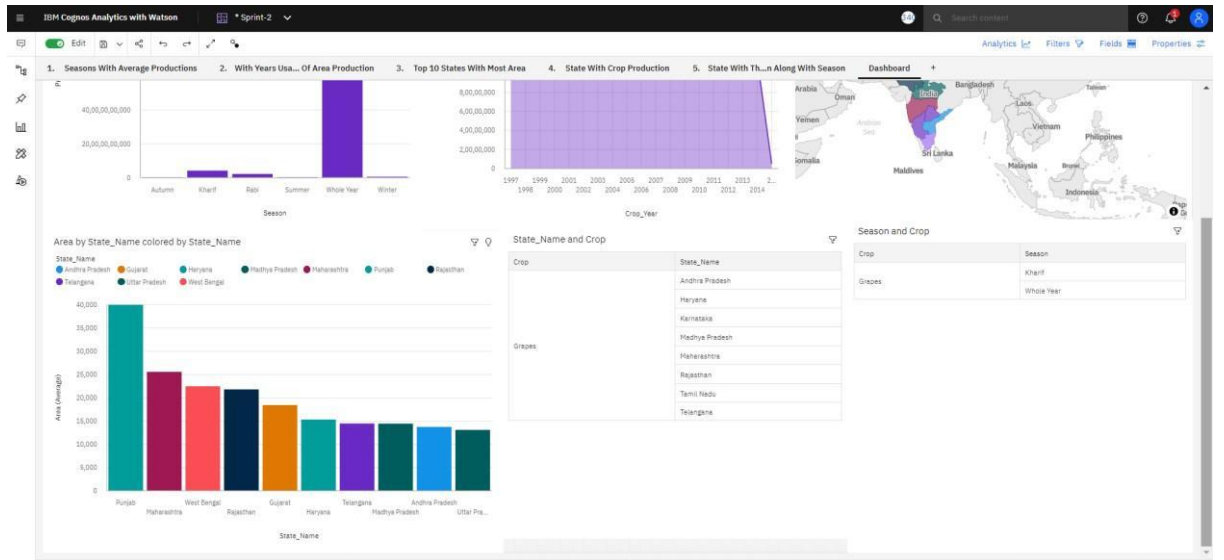 IBM Cognos Analytics with Watson
* Sprint-2
Search content
Edit
Analytics
Filters
Fields
Properties
1. Seasons With Average Productions
2. With Years Usa... Of Area Production
3. Top 10 States With Most Area
4. State With Crop Production
5. State With Th...n Along With Season
Dashboard
+
40,00,00,00,000
20,00,00,00,000
0
Autumn
Kharif
Rabi
Summer
Whole Year
Winter
Season
8,00,00,000
6,00,00,000
4,00,00,000
2,00,00,000
0
1997 1999 2001 2003 2005 2007 2009 2011 2013 2...
1998 2000 2002 2004 2006 2008 2010 2012 2014
Crop_Year
Arabia
Oman
India
Bangladesh
Taiwan
Yemen
Arabian
Sea
Laos
Vietnam
Philippines
Somalia
Sri Lanka
Maldives
Malaysia
Brunei
Indonesia
Area by State_Name colored by State_Name
State_Name
Andhra Pradesh
Gujarat
Haryana
Madhya Pradesh
Maharashtra
Punjab
Rajasthan
Telangana
Uttar Pradesh
West Bengal
40,000
35,000
30,000
25,000
20,000
15,000
10,000
5,000
0
Area (Average)
Punjab
West Bengal
Gujarat
Telangana
Andhra Pradesh
Maharashtra
Rajasthan
Haryana
Madhya Pradesh
Uttar Pra...
State_Name
State_Name and Crop
Crop
State_Name
Grapes
Andhra Pradesh
Haryana
Karnataka
Madhya Pradesh
Maharashtra
Rajasthan
Tamil Nadu
Telangana
Season and Crop
Crop
Season
Grapes
Kharif
Whole Year